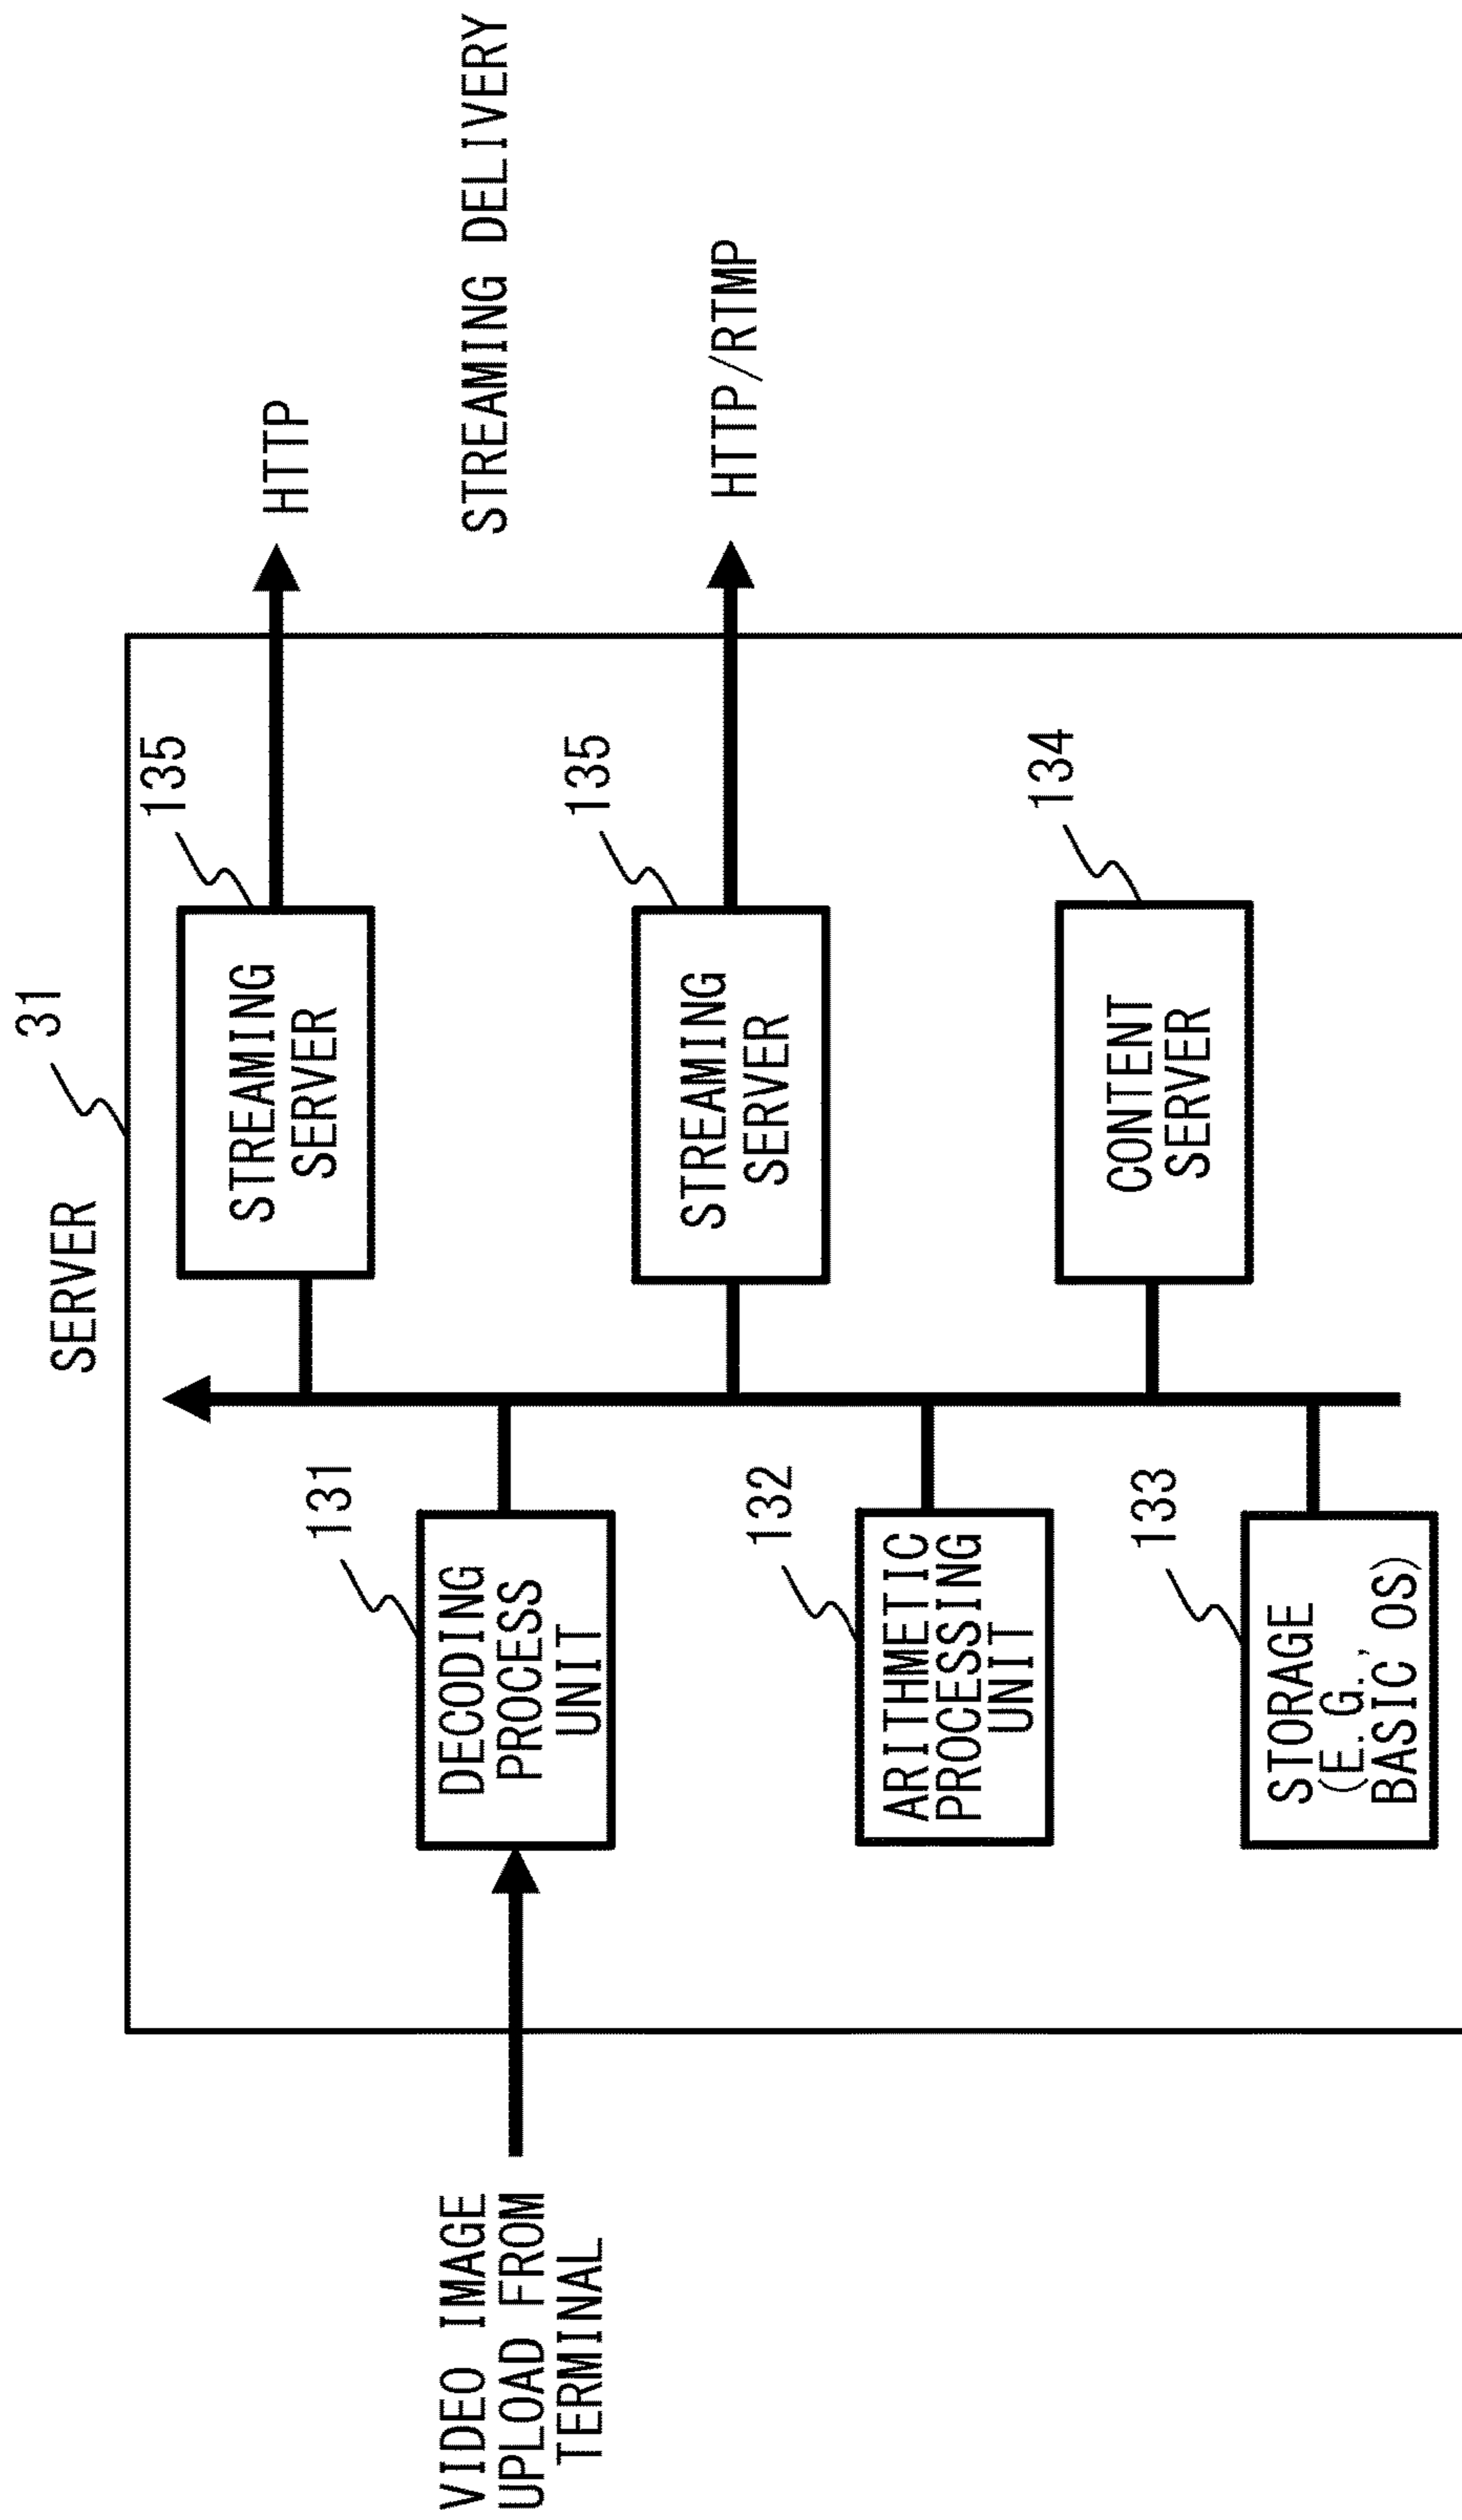 31
SERVER
135
STREAMING
SERVER
HTTP
131
DECODING
PROCESS
UNIT
VIDEO IMAGE
UPLOAD FROM
TERMINAL
STREAMING DELIVERY
135
STREAMING
SERVER
HTTP/RTMP
132
ARITHMETIC
PROCESSING
UNIT
134
CONTENT
SERVER
133
STORAGE
(E.G.,
BASIC OS)